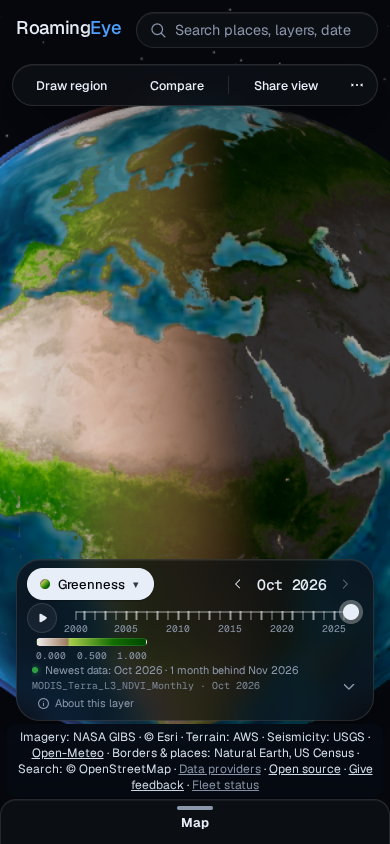 RoamingEye
Search places, layers, date
Draw region
Compare
Share view
···
Greenness ▾
‹ Oct 2026 ›
2000 2005 2010 2015 2020 2025
0.000 0.500 1.000
Newest data: Oct 2026 · 1 month behind Nov 2026
MODIS_Terra_L3_NDVI_Monthly · Oct 2026
About this layer
Imagery: NASA GIBS · © Esri · Terrain: AWS · Seismicity: USGS ·
Open-Meteo · Borders & places: Natural Earth, US Census ·
Search: © OpenStreetMap · Data providers · Open source · Give
feedback · Fleet status
Map